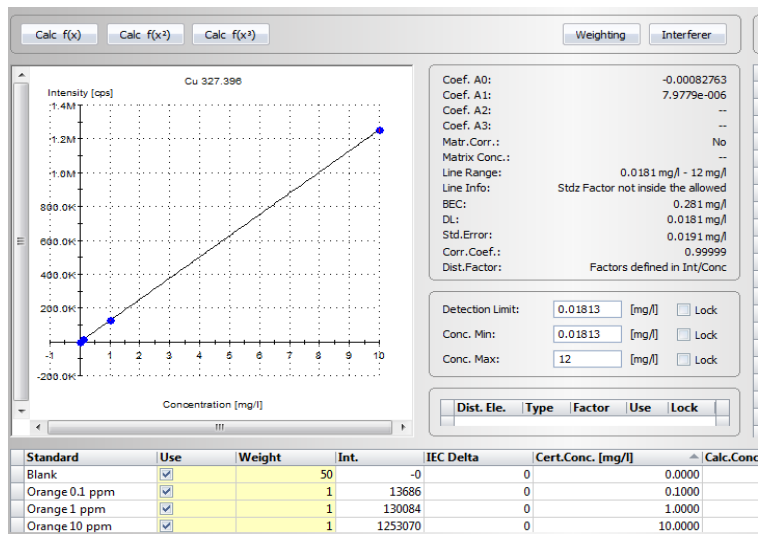 Calc f(x) Calc f(x²) Calc f(x³) Weighting Interferer
Cu 327.396
Intensity [cps]
1.4M
1.2M
1.0M
800.0K
600.0K
400.0K
200.0K
-1 1 2 3 4 5 6 7 8 9 10
-200.0K
Concentration [mg/l]
Coef. A0: -0.00082763
Coef. A1: 7.9779e-006
Coef. A2: --
Coef. A3: --
Matr.Corr.: No
Matrix Conc.: --
Line Range: 0.0181 mg/l - 12 mg/l
Line Info: Stdz Factor not inside the allowed
BEC: 0.281 mg/l
DL: 0.0181 mg/l
Std.Error: 0.0191 mg/l
Corr.Coef.: 0.99999
Dist.Factor: Factors defined in Int/Conc
Detection Limit: 0.01813 [mg/l] Lock
Conc. Min: 0.01813 [mg/l] Lock
Conc. Max: 12 [mg/l] Lock
Dist. Ele. Type Factor Use Lock
Standard Use Weight Int. IEC Delta Cert.Conc. [mg/l] Calc.Conc
Blank 50 -0 0 0.0000
Orange 0.1 ppm 1 13686 0 0.1000
Orange 1 ppm 1 130084 0 1.0000
Orange 10 ppm 1 1253070 0 10.0000